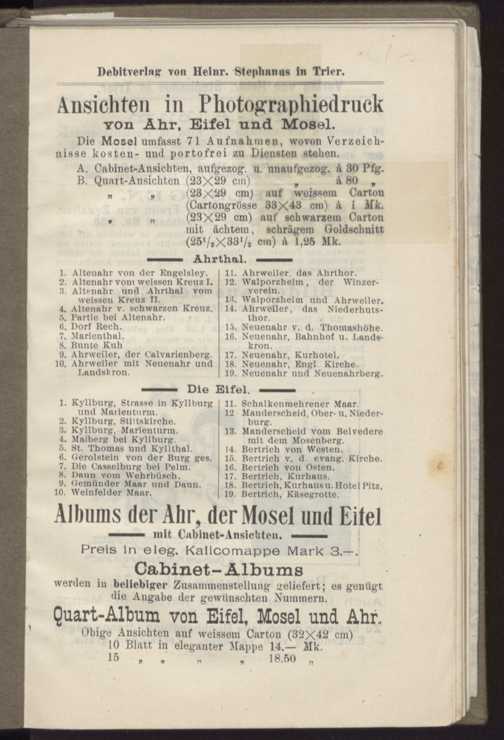 Debitverlag von Heinr. Stephanus in Trier.
Ansichten in Photographiedruck
von Ahr, Eifel und Mosel.
Die Mosel umfasst 71 Aufnahmen, wovon Verzeich-
nisse kosten- und portofrei zu Diensten stehen.
A. Cabinet-Ansichten, aufgezog. u. unaufgezog. à 30 Pfg.
B. Quart-Ansichten (23×29 cm) „ à 80 „
„ „ (23×29 cm) auf weissem Carton
(Cartongrösse 33×43 cm) à 1 Mk.
„ „ (23×29 cm) auf schwarzem Carton
mit ächtem, schrägem Goldschnitt
(25¹/₂×33¹/₂ cm) à 1,25 Mk.
Ahrthal.
1. Altenahr von der Engelsley.
2. Altenahr vom weissen Kreuz I.
3. Altenahr und Ahrthal vom
weissen Kreuz II.
4. Altenahr v. schwarzen Kreuz.
5. Partie bei Altenahr.
6. Dorf Rech.
7. Marienthal.
8. Bunte Kuh
9. Ahrweiler, der Calvarienberg.
10. Ahrweiler mit Neuenahr und
Landskron.
11. Ahrweiler, das Ahrthor.
12. Walporzheim, der Winzer-
verein.
13. Walporzheim und Ahrweiler.
14. Ahrweiler, das Niederhuts-
thor.
15. Neuenahr v. d. Thomashöhe.
16. Neuenahr, Bahnhof u. Lands-
kron.
17. Neuenahr, Kurhotel.
18. Neuenahr, Engl. Kirche.
19. Neuenahr und Neuenahrberg.
Die Eifel.
1. Kyllburg, Strasse in Kyllburg
und Marienturm.
2. Kyllburg, Stiftskirche.
3. Kyllburg, Marienturm.
4. Malberg bei Kyllburg.
5. St. Thomas und Kyllthal.
6. Gerolstein von der Burg ges.
7. Die Casselburg bei Pelm.
8. Daun vom Wehrbüsch.
9. Gemünder Maar und Daun.
10. Weinfelder Maar.
11. Schalkenmehrener Maar.
12 Manderscheid, Ober- u. Nieder-
burg.
13. Manderscheid vom Belvedere
mit dem Mosenberg.
14. Bertrich von Westen.
15. Bertrich v. d. evang. Kirche.
16. Bertrich von Osten.
17. Bertrich, Kurhaus.
18. Bertrich, Kurhaus u. Hotel Pitz.
19. Bertrich, Käsegrotte.
Albums der Ahr, der Mosel und Eifel
mit Cabinet-Ansichten.
Preis in eleg. Kalicomappe Mark 3.–.
Cabinet-Albums
werden in beliebiger Zusammenstellung geliefert; es genügt
die Angabe der gewünschten Nummern.
Quart-Album von Eifel, Mosel und Ahr.
Obige Ansichten auf weissem Carton (32×42 cm)
10 Blatt in eleganter Mappe 14.— Mk.
15 „ „ „ „ 18.50 „